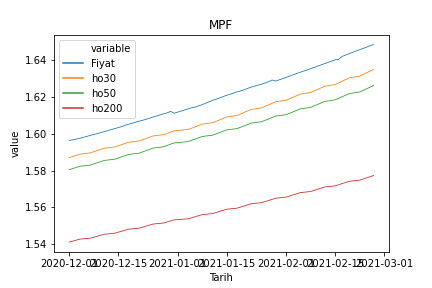 MPF
variable
Fiyat
ho30
ho50
ho200
value
1.64
1.62
1.60
1.58
1.56
1.54
2020-12-01
2020-12-15
2021-01-01
2021-01-15
2021-02-01
2021-02-15
2021-03-01
Tarih